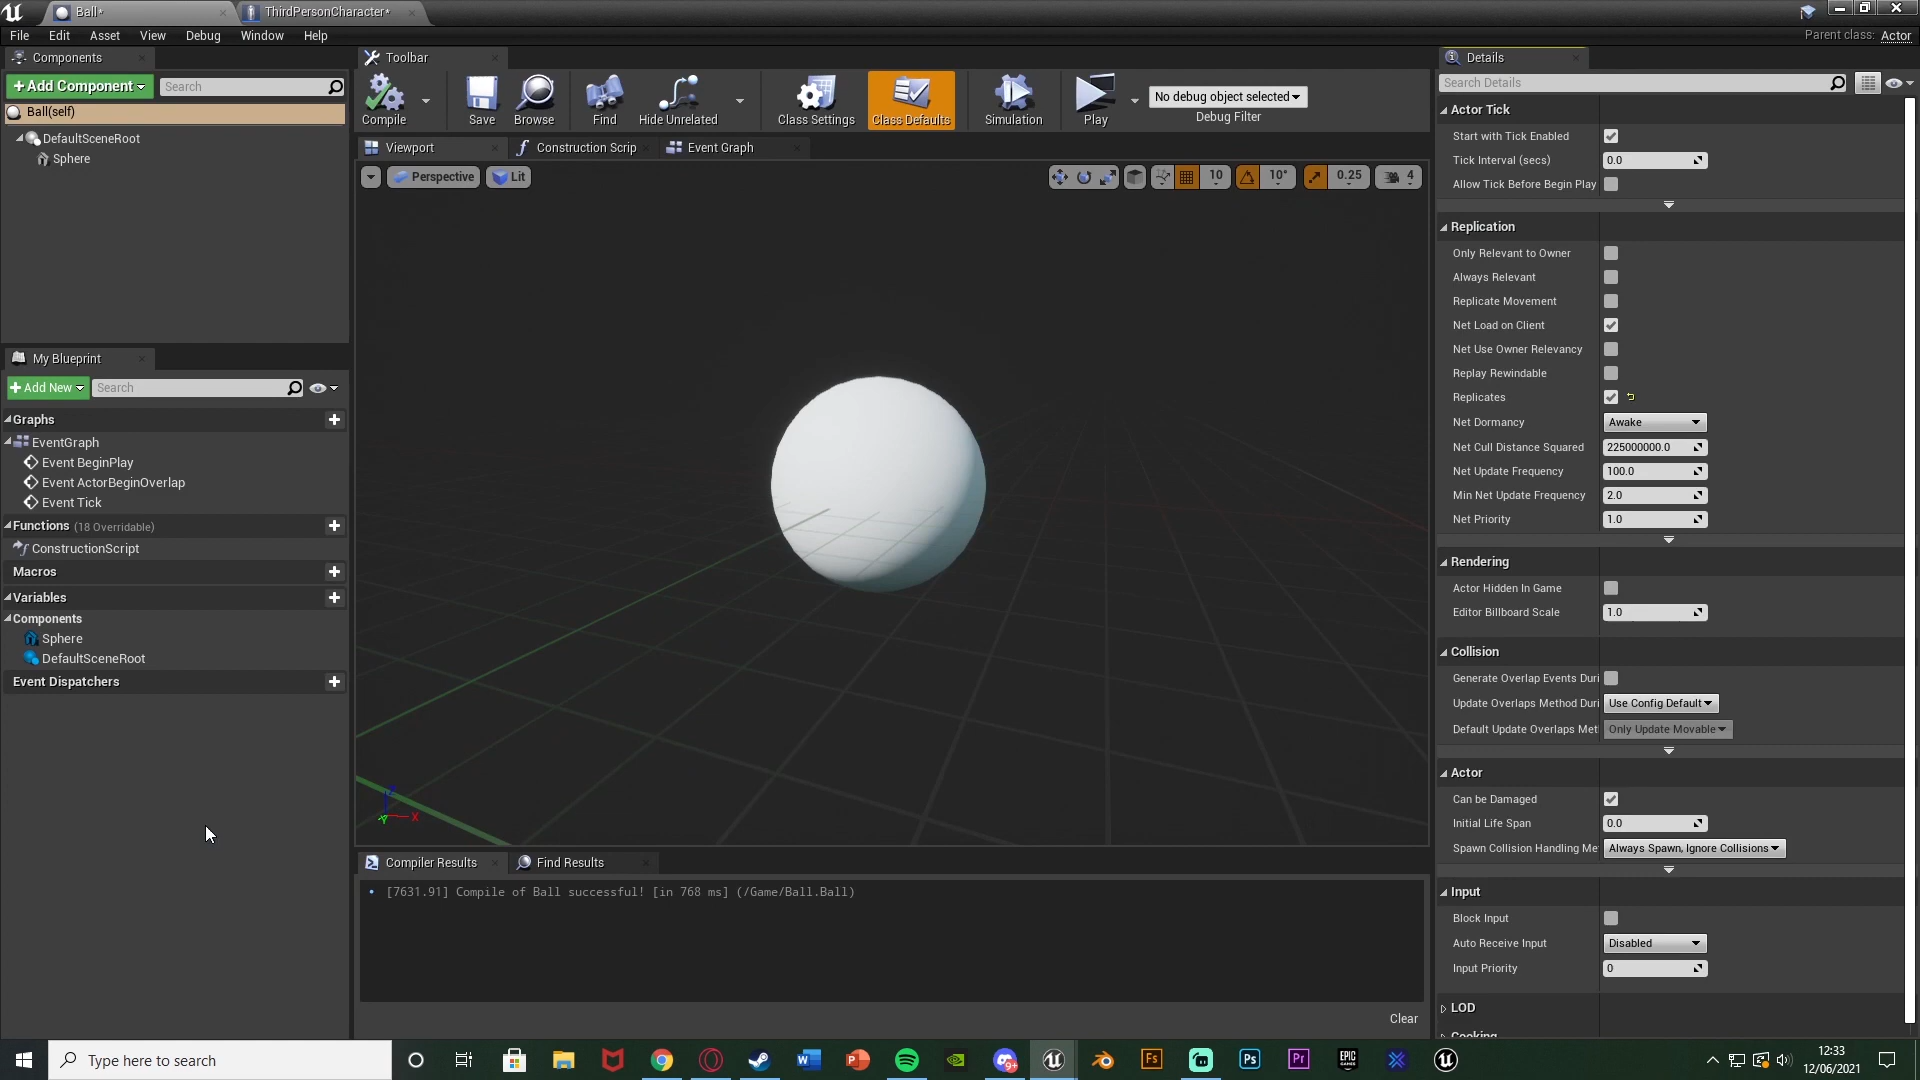 Ball*
ThirdPersonCharacter*
File Edit Asset View Debug Window Help
Parent class: Actor
Components
Toolbar
Details
+Add Component
Search
Search Details
Ball(self)
DefaultSceneRoot
Sphere
Compile
Save
Browse
Find
Hide Unrelated
Class Settings
Class Defaults
Simulation
Play
No debug object selected
Debug Filter
Viewport
Construction Scrip
Event Graph
Perspective
Lit
10
10°
0.25
4
X
Y
My Blueprint
+Add New
Search
Graphs
EventGraph
Event BeginPlay
Event ActorBeginOverlap
Event Tick
Functions (18 Overridable)
ConstructionScript
Macros
Variables
Components
Sphere
DefaultSceneRoot
Event Dispatchers
Compiler Results
Find Results
[7631.91] Compile of Ball successful! [in 768 ms] (/Game/Ball.Ball)
Clear
Actor Tick
Start with Tick Enabled
Tick Interval (secs) 0.0
Allow Tick Before Begin Play
Replication
Only Relevant to Owner
Always Relevant
Replicate Movement
Net Load on Client
Net Use Owner Relevancy
Replay Rewindable
Replicates
Net Dormancy Awake
Net Cull Distance Squared 225000000.0
Net Update Frequency 100.0
Min Net Update Frequency 2.0
Net Priority 1.0
Rendering
Actor Hidden In Game
Editor Billboard Scale 1.0
Collision
Generate Overlap Events Duri
Update Overlaps Method Duri Use Config Default
Default Update Overlaps Met Only Update Movable
Actor
Can be Damaged
Initial Life Span 0.0
Spawn Collision Handling Me Always Spawn, Ignore Collisions
Input
Block Input
Auto Receive Input Disabled
Input Priority 0
LOD
Cooking
Type here to search
12:33
12/06/2021